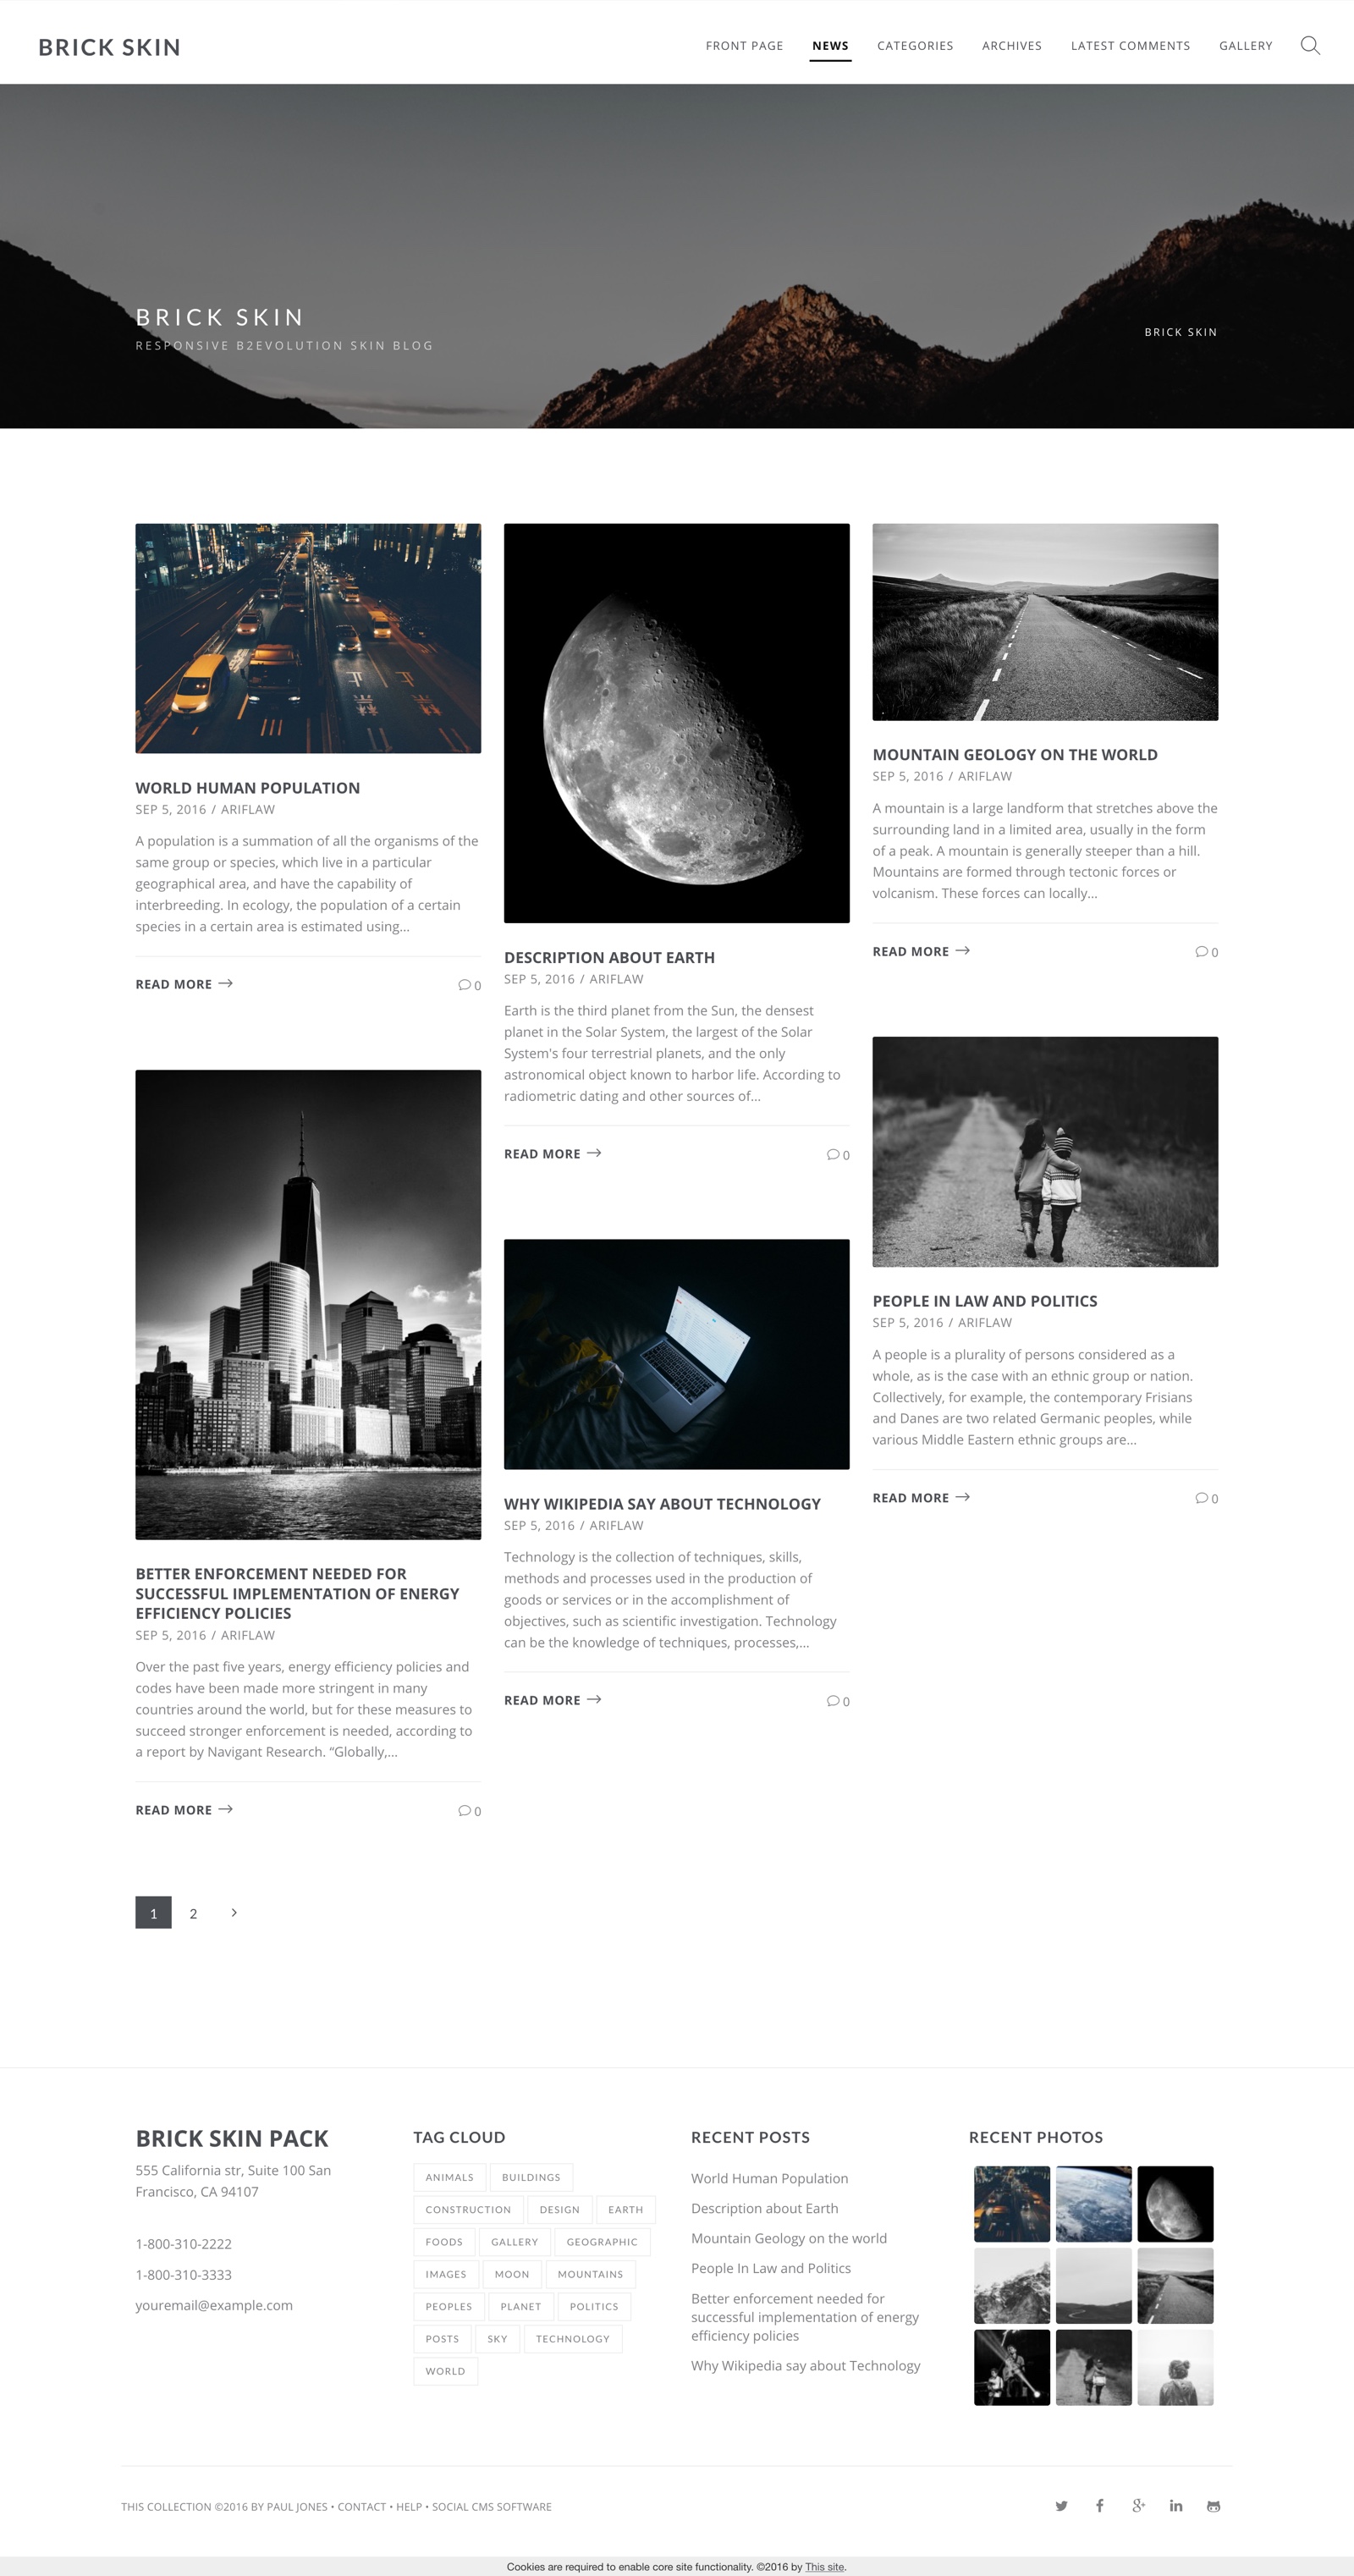 BRICK SKIN
FRONT PAGE NEWS CATEGORIES ARCHIVES LATEST COMMENTS GALLERY
BRICK SKIN
RESPONSIVE B2EVOLUTION SKIN BLOG
BRICK SKIN
WORLD HUMAN POPULATION
SEP 5, 2016 / ARIFLAW
A population is a summation of all the organisms of the
same group or species, which live in a particular
geographical area, and have the capability of
interbreeding. In ecology, the population of a certain
species in a certain area is estimated using...
READ MORE 0
BETTER ENFORCEMENT NEEDED FOR
SUCCESSFUL IMPLEMENTATION OF ENERGY
EFFICIENCY POLICIES
SEP 5, 2016 / ARIFLAW
Over the past five years, energy efficiency policies and
codes have been made more stringent in many
countries around the world, but for these measures to
succeed stronger enforcement is needed, according to
a report by Navigant Research. “Globally,...
READ MORE 0
DESCRIPTION ABOUT EARTH
SEP 5, 2016 / ARIFLAW
Earth is the third planet from the Sun, the densest
planet in the Solar System, the largest of the Solar
System's four terrestrial planets, and the only
astronomical object known to harbor life. According to
radiometric dating and other sources of...
READ MORE 0
WHY WIKIPEDIA SAY ABOUT TECHNOLOGY
SEP 5, 2016 / ARIFLAW
Technology is the collection of techniques, skills,
methods and processes used in the production of
goods or services or in the accomplishment of
objectives, such as scientific investigation. Technology
can be the knowledge of techniques, processes,...
READ MORE 0
MOUNTAIN GEOLOGY ON THE WORLD
SEP 5, 2016 / ARIFLAW
A mountain is a large landform that stretches above the
surrounding land in a limited area, usually in the form
of a peak. A mountain is generally steeper than a hill.
Mountains are formed through tectonic forces or
volcanism. These forces can locally...
READ MORE 0
PEOPLE IN LAW AND POLITICS
SEP 5, 2016 / ARIFLAW
A people is a plurality of persons considered as a
whole, as is the case with an ethnic group or nation.
Collectively, for example, the contemporary Frisians
and Danes are two related Germanic peoples, while
various Middle Eastern ethnic groups are...
READ MORE 0
1 2
BRICK SKIN PACK
555 California str, Suite 100 San
Francisco, CA 94107
1-800-310-2222
1-800-310-3333
youremail@example.com
TAG CLOUD
ANIMALS BUILDINGS
CONSTRUCTION DESIGN EARTH
FOODS GALLERY GEOGRAPHIC
IMAGES MOON MOUNTAINS
PEOPLES PLANET POLITICS
POSTS SKY TECHNOLOGY
WORLD
RECENT POSTS
World Human Population
Description about Earth
Mountain Geology on the world
People In Law and Politics
Better enforcement needed for
successful implementation of energy
efficiency policies
Why Wikipedia say about Technology
RECENT PHOTOS
THIS COLLECTION ©2016 BY PAUL JONES • CONTACT • HELP • SOCIAL CMS SOFTWARE
Cookies are required to enable core site functionality. ©2016 by This site.